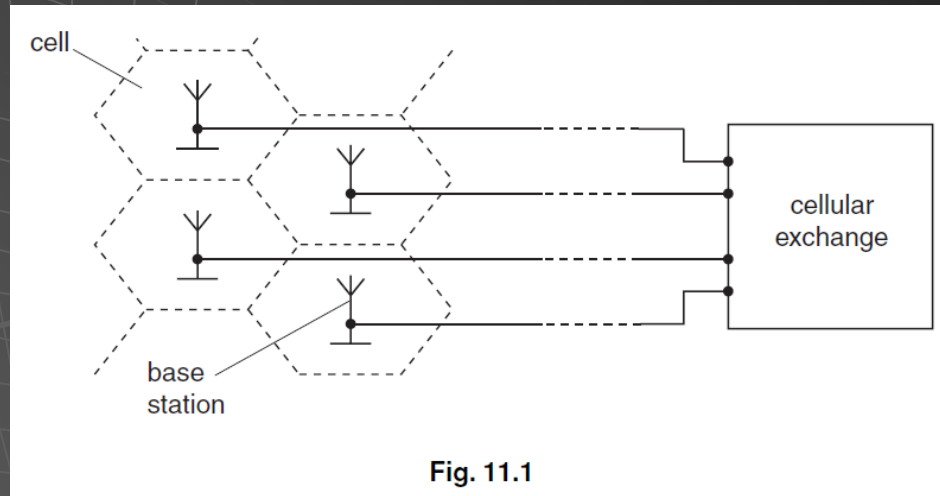 cell
cellular
exchange
base
station
Fig. 11.1